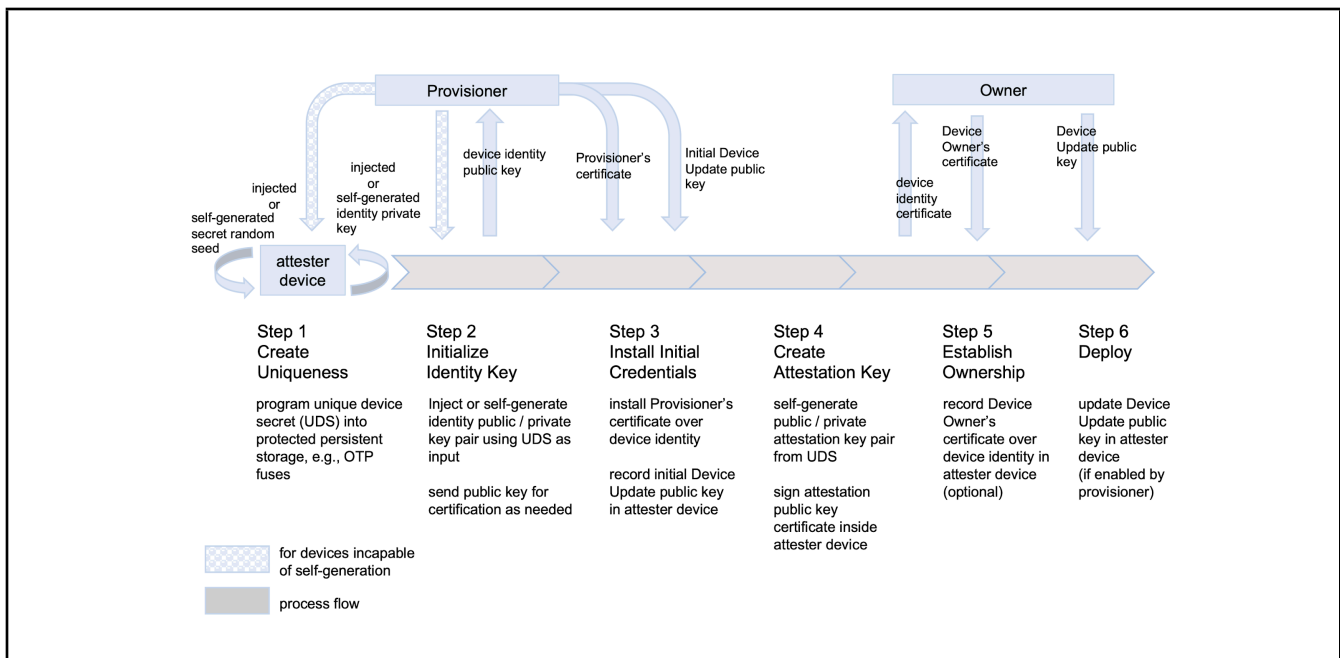 Provisioner
Owner
injected
or
self-generated
secret random
seed
injected
or
self-generated
identity private
key
device identity
public key
Provisioner's
certificate
Initial Device
Update public
key
device
identity
certificate
Device
Owner's
certificate
Device
Update public
key
attester
device
Step 1
Create
Uniqueness
program unique device
secret (UDS) into
protected persistent
storage, e.g., OTP
fuses
Step 2
Initialize
Identity Key
Inject or self-generate
identity public / private
key pair using UDS as
input
send public key for
certification as needed
Step 3
Install Initial
Credentials
install Provisioner's
certificate over
device identity
record initial Device
Update public key
in attester device
Step 4
Create
Attestation Key
self-generate
public / private
attestation key pair
from UDS
sign attestation
public key
certificate inside
attester device
Step 5
Establish
Ownership
record Device
Owner's
certificate over
device identity in
attester device
(optional)
Step 6
Deploy
update Device
Update public
key in attester
device
(if enabled by
provisioner)
for devices incapable
of self-generation
process flow